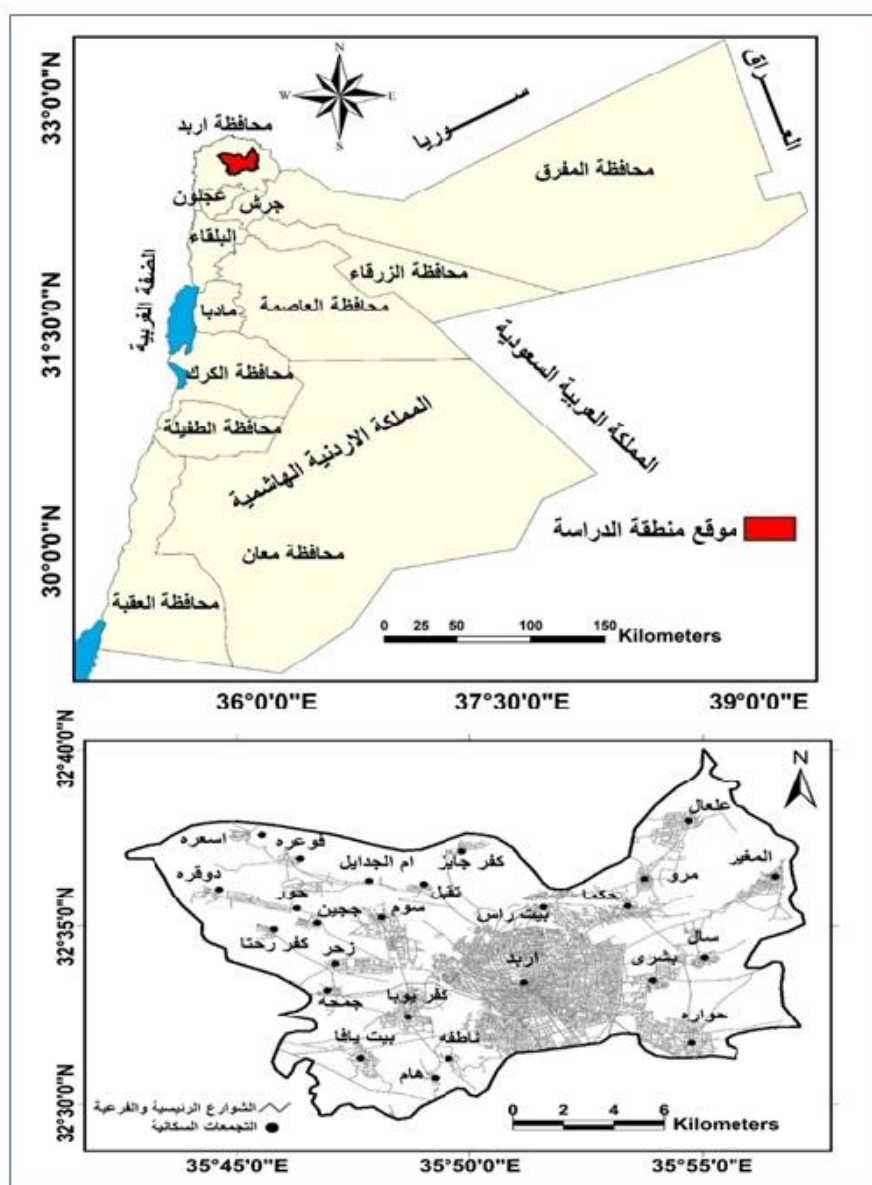 33°0'0"N
31°30'0"N
30°0'0"N
N
W
E
S
محافظة اربد
ســـوريا
العـــراق
محافظة المفرق
عجلون
جرش
البلقاء
محافظة الزرقاء
الضفة الغربية
مادبا
محافظة العاصمة
محافظة الكرك
المملكة العربية السعودية
محافظة الطفيلة
المملكة الاردنية الهاشمية
موقع منطقة الدراسة
محافظة معان
محافظة العقبة
0 25 50 100 150
Kilometers
36°0'0"E 37°30'0"E 39°0'0"E
32°40'0"N
32°35'0"N
32°30'0"N
N
علعال
اسعره
فوعره
ام الجدايل
كفر جايز
المغير
مرو
دوقره
تقبل
حكما
حور
ججين
سوم
بيت راس
كفر رحتا
زحر
اربد
سال
بشرى
جمحه
كفر يوبا
حواره
بيت يافا
ناطفه
هام
الشوارع الرئيسية والفرعية
التجمعات السكانية
0 2 4 6
Kilometers
35°45'0"E 35°50'0"E 35°55'0"E